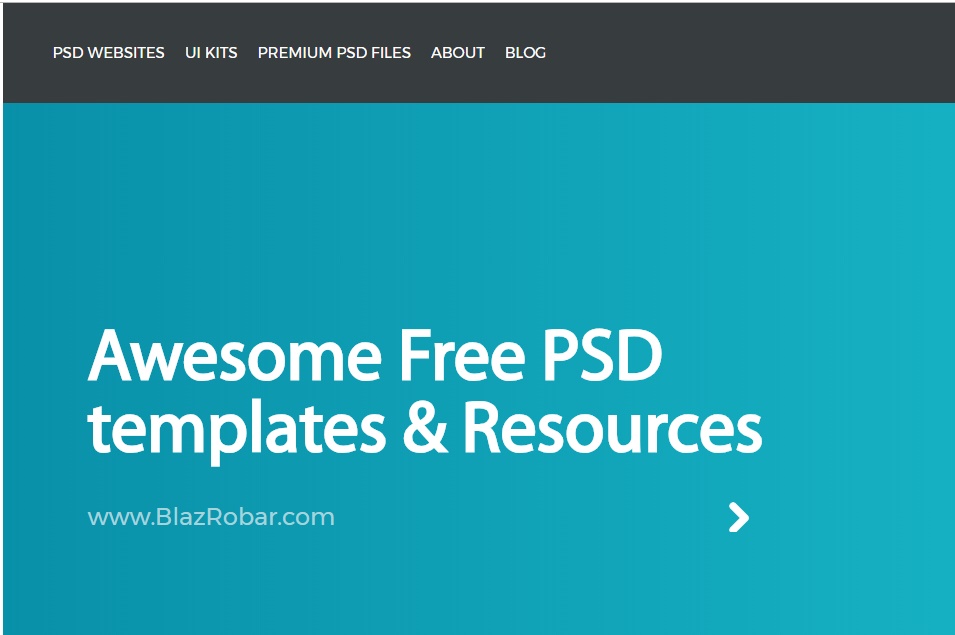 PSD WEBSITES UI KITS PREMIUM PSD FILES ABOUT BLOG
Awesome Free PSD
templates & Resources
www.BlazRobar.com